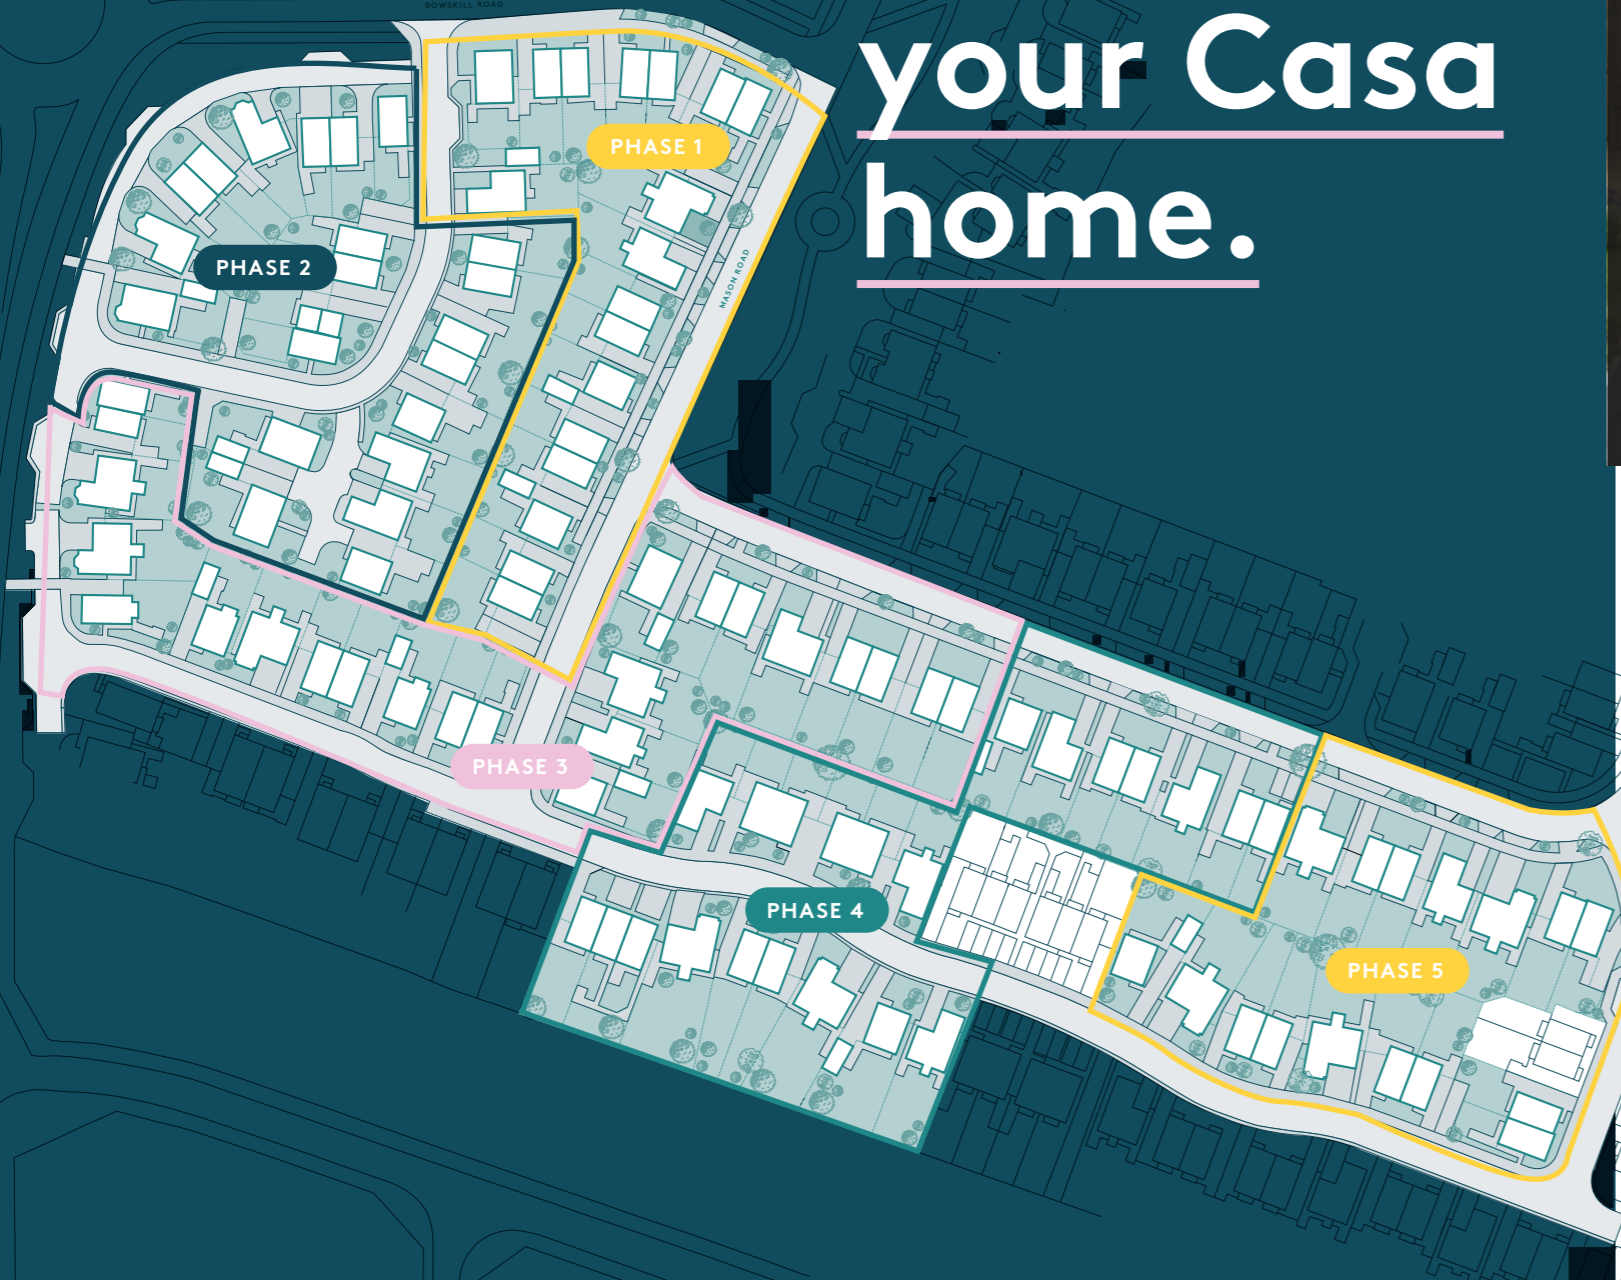 BOWSKILL ROAD
your Casa
home.
PHASE 1
PHASE 2
MASON ROAD
PHASE 3
PHASE 4
PHASE 5